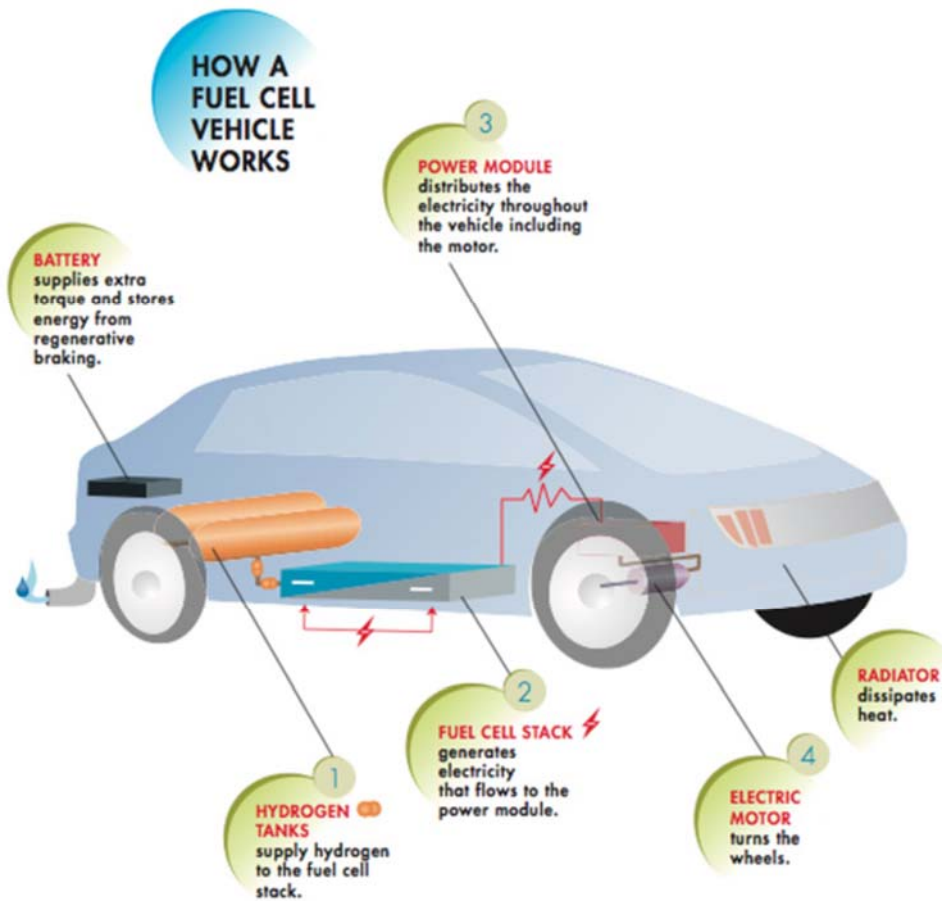 HOW A
FUEL CELL
VEHICLE
WORKS
3
POWER MODULE
distributes the
electricity throughout
the vehicle including
the motor.
BATTERY
supplies extra
torque and stores
energy from
regenerative
braking.
RADIATOR
dissipates
heat.
2
FUEL CELL STACK
generates
electricity
that flows to the
power module.
4
ELECTRIC
MOTOR
turns the
wheels.
1
HYDROGEN
TANKS
supply hydrogen
to the fuel cell
stack.